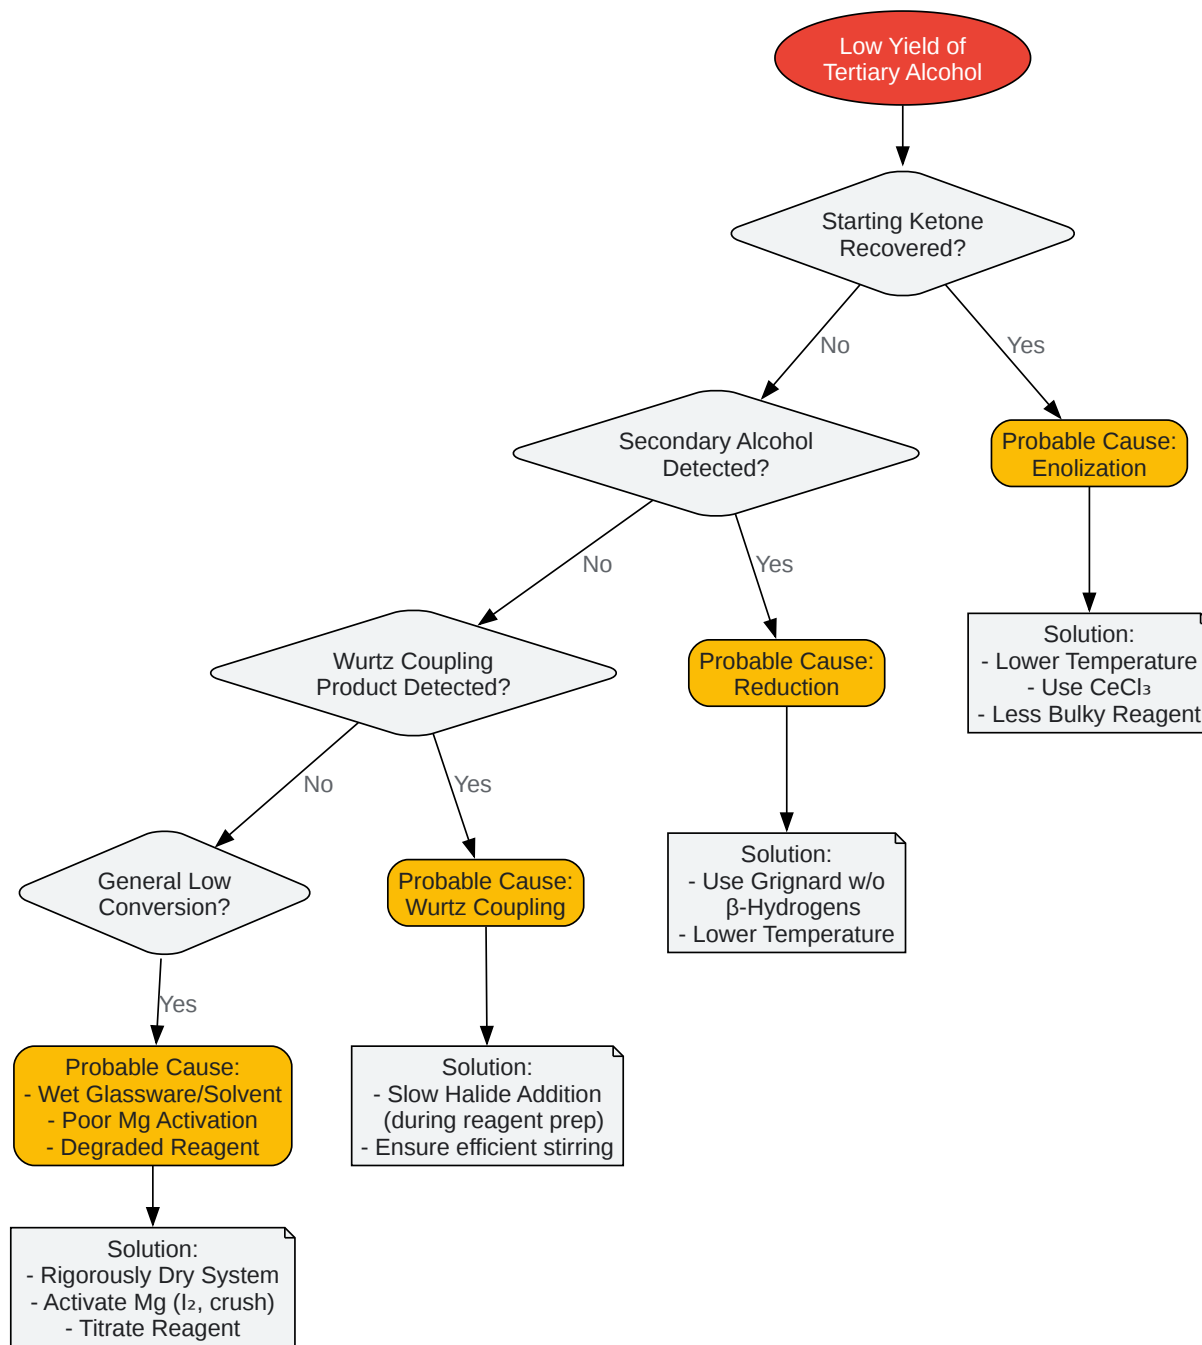 Low Yield of
Tertiary Alcohol
Starting Ketone
Recovered?
No
Yes
Secondary Alcohol
Detected?
Probable Cause:
Enolization
No
Yes
Wurtz Coupling
Product Detected?
Probable Cause:
Reduction
Solution:
- Lower Temperature
- Use CeCl₃
- Less Bulky Reagent
No
Yes
General Low
Conversion?
Probable Cause:
Wurtz Coupling
Solution:
- Use Grignard w/o
β-Hydrogens
- Lower Temperature
Yes
Probable Cause:
- Wet Glassware/Solvent
- Poor Mg Activation
- Degraded Reagent
Solution:
- Slow Halide Addition
(during reagent prep)
- Ensure efficient stirring
Solution:
- Rigorously Dry System
- Activate Mg (I₂, crush)
- Titrate Reagent